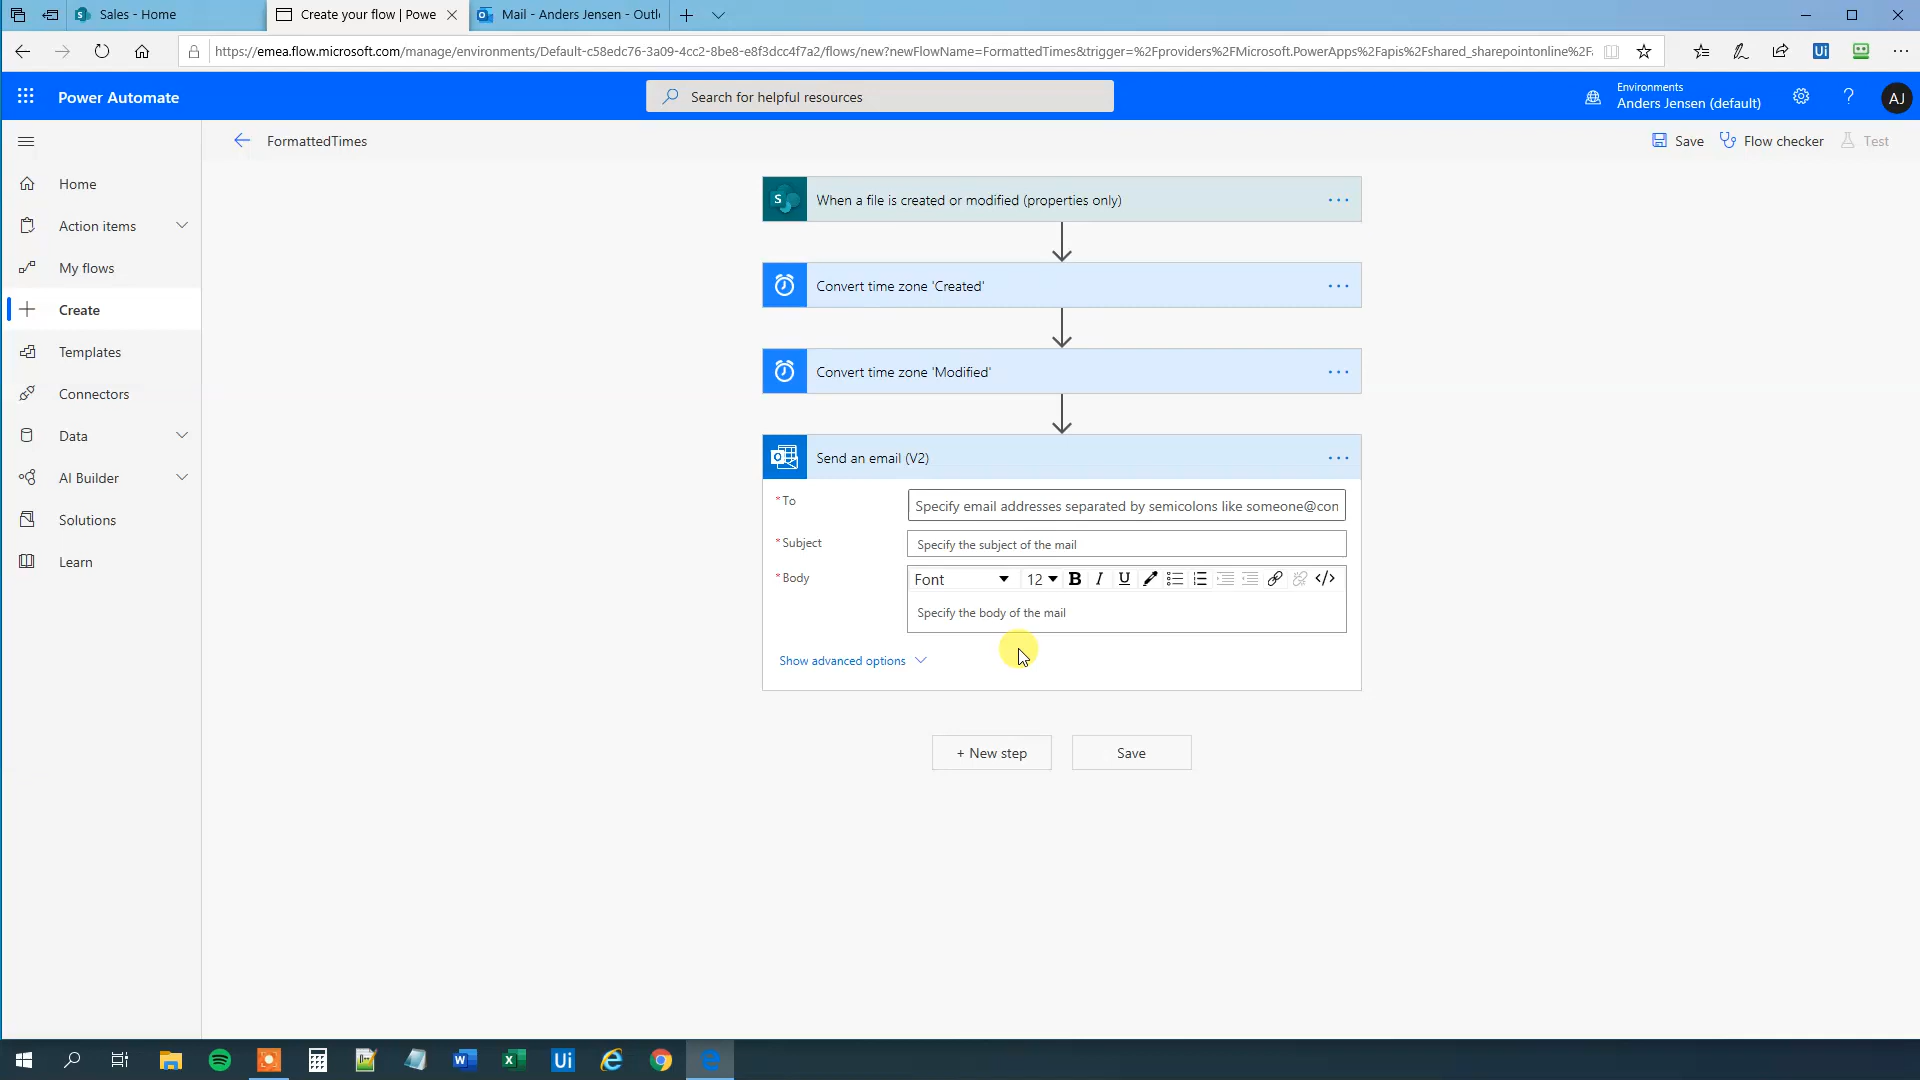 Sales - Home
Create your flow | Powe
Mail - Anders Jensen - Outl
https://emea.flow.microsoft.com/manage/environments/Default-c58edc76-3a09-4cc2-8be8-e8f3dcc4f7a2/flows/new?newFlowName=FormattedTimes&trigger=%2Fproviders%2FMicrosoft.PowerApps%2Fapis%2Fshared_sharepointonline%2F
Power Automate
Search for helpful resources
Environments
Anders Jensen (default)
AJ
FormattedTimes
Save
Flow checker
Test
Home
Action items
My flows
Create
Templates
Connectors
Data
AI Builder
Solutions
Learn
When a file is created or modified (properties only)
Convert time zone 'Created'
Convert time zone 'Modified'
Send an email (V2)
* To
Specify email addresses separated by semicolons like someone@con
* Subject
Specify the subject of the mail
* Body
Font
12
Specify the body of the mail
Show advanced options
+ New step
Save